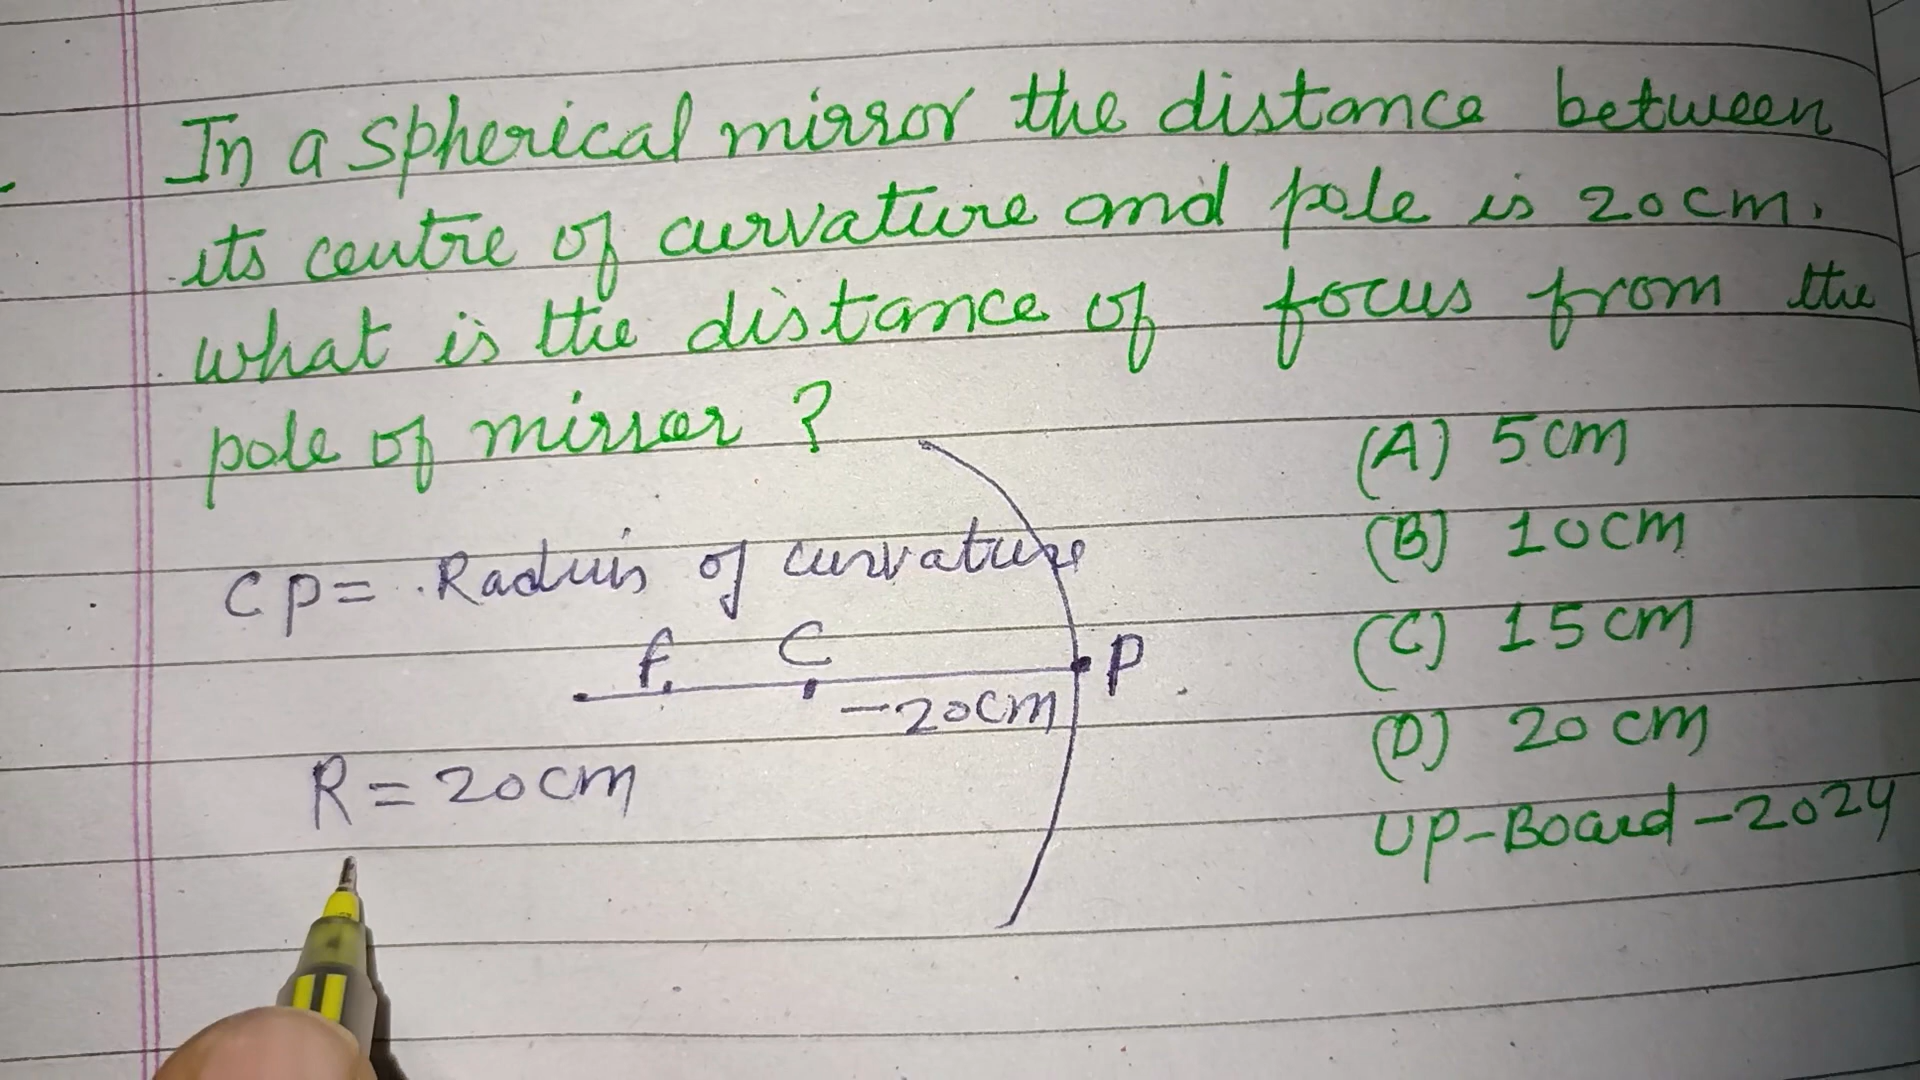 In a spherical mirror the distance between
its centre of curvature and pole is 20cm.
what is the distance of focus from the
pole of mirror ?
(A) 5cm
(B) 10cm
(C) 15cm
(D) 20 cm
UP-Board-2024
CP= Radius of curvature
f C P
-20cm
R = 20cm